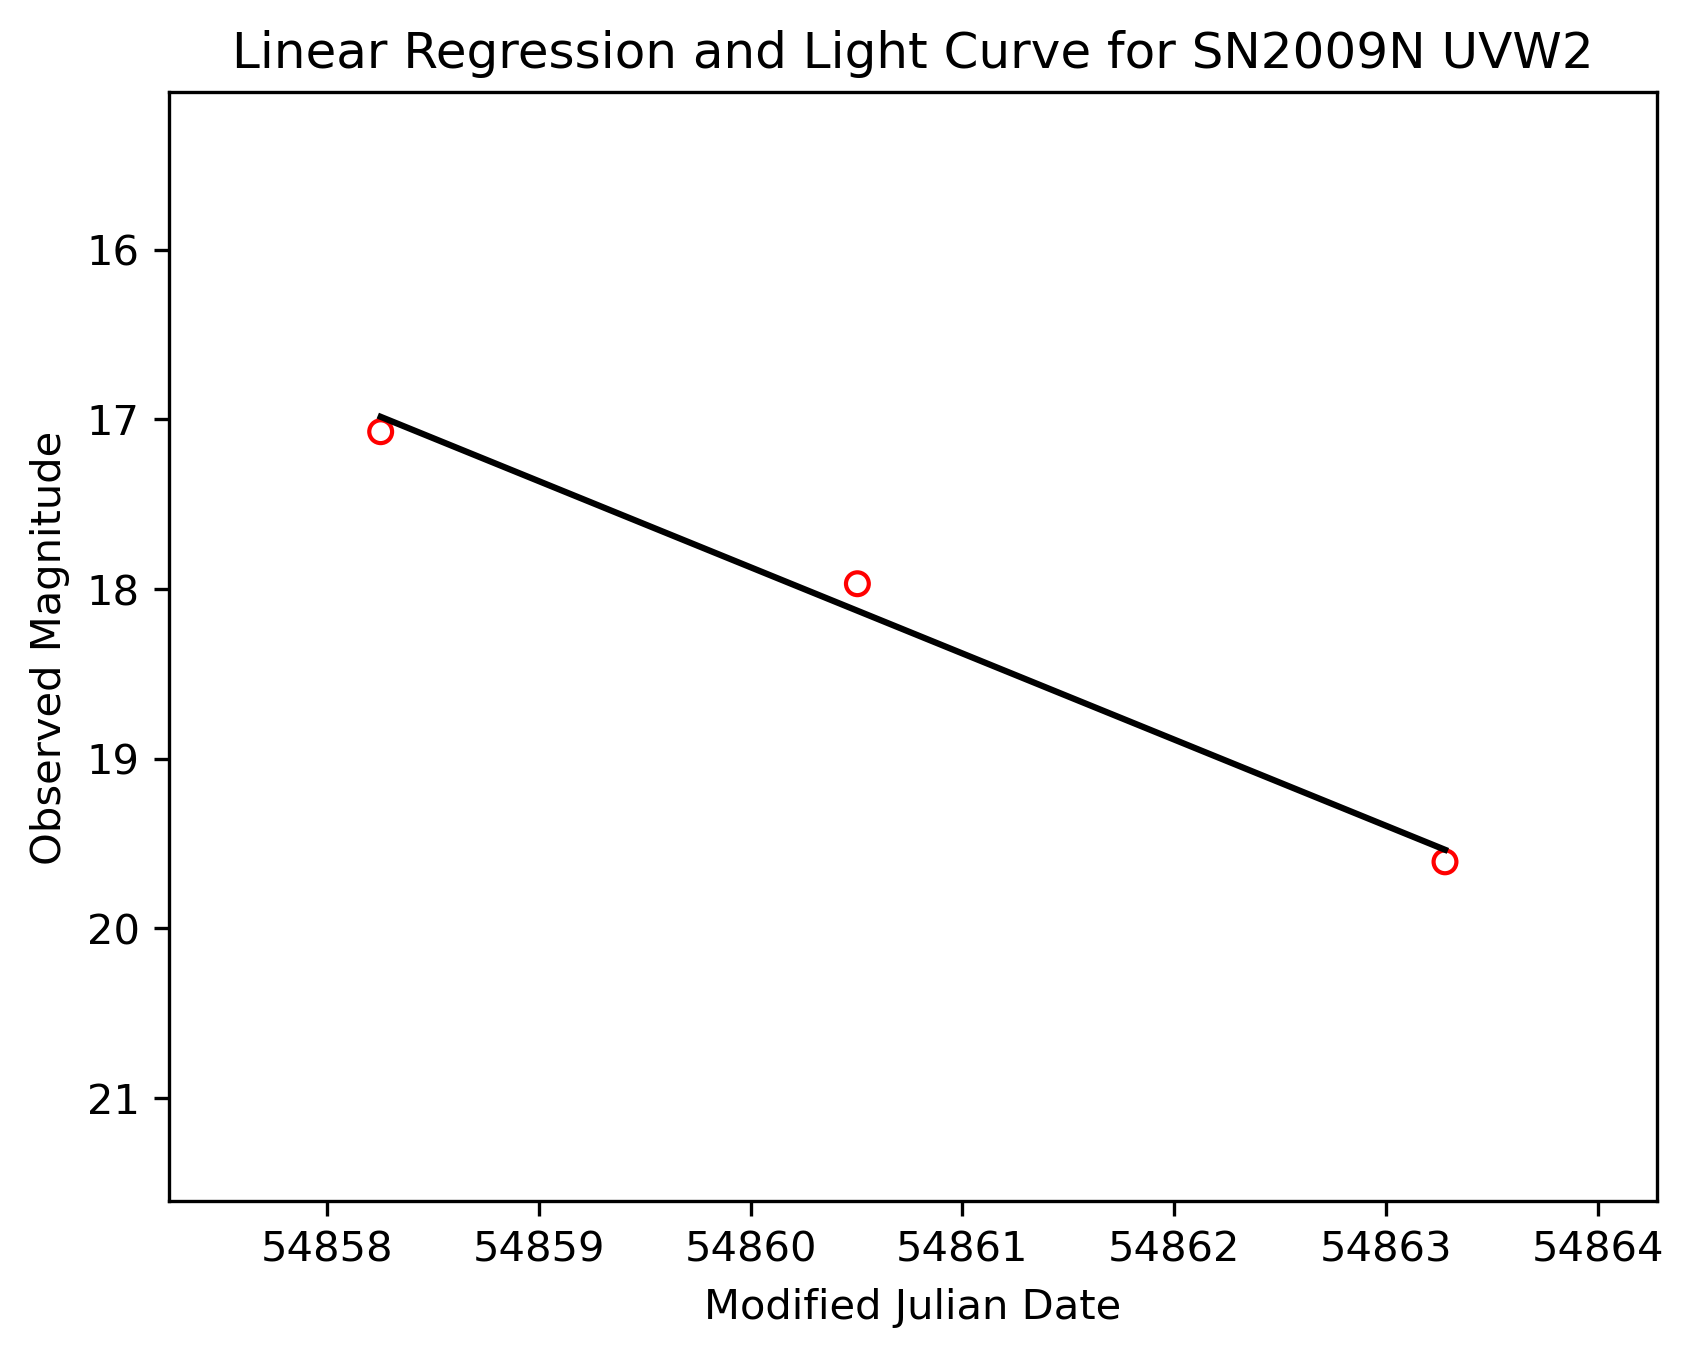 Linear Regression and Light Curve for SN2009N UVW2
Observed Magnitude
16
17
18
19
20
21
54858 54859 54860 54861 54862 54863 54864
Modified Julian Date